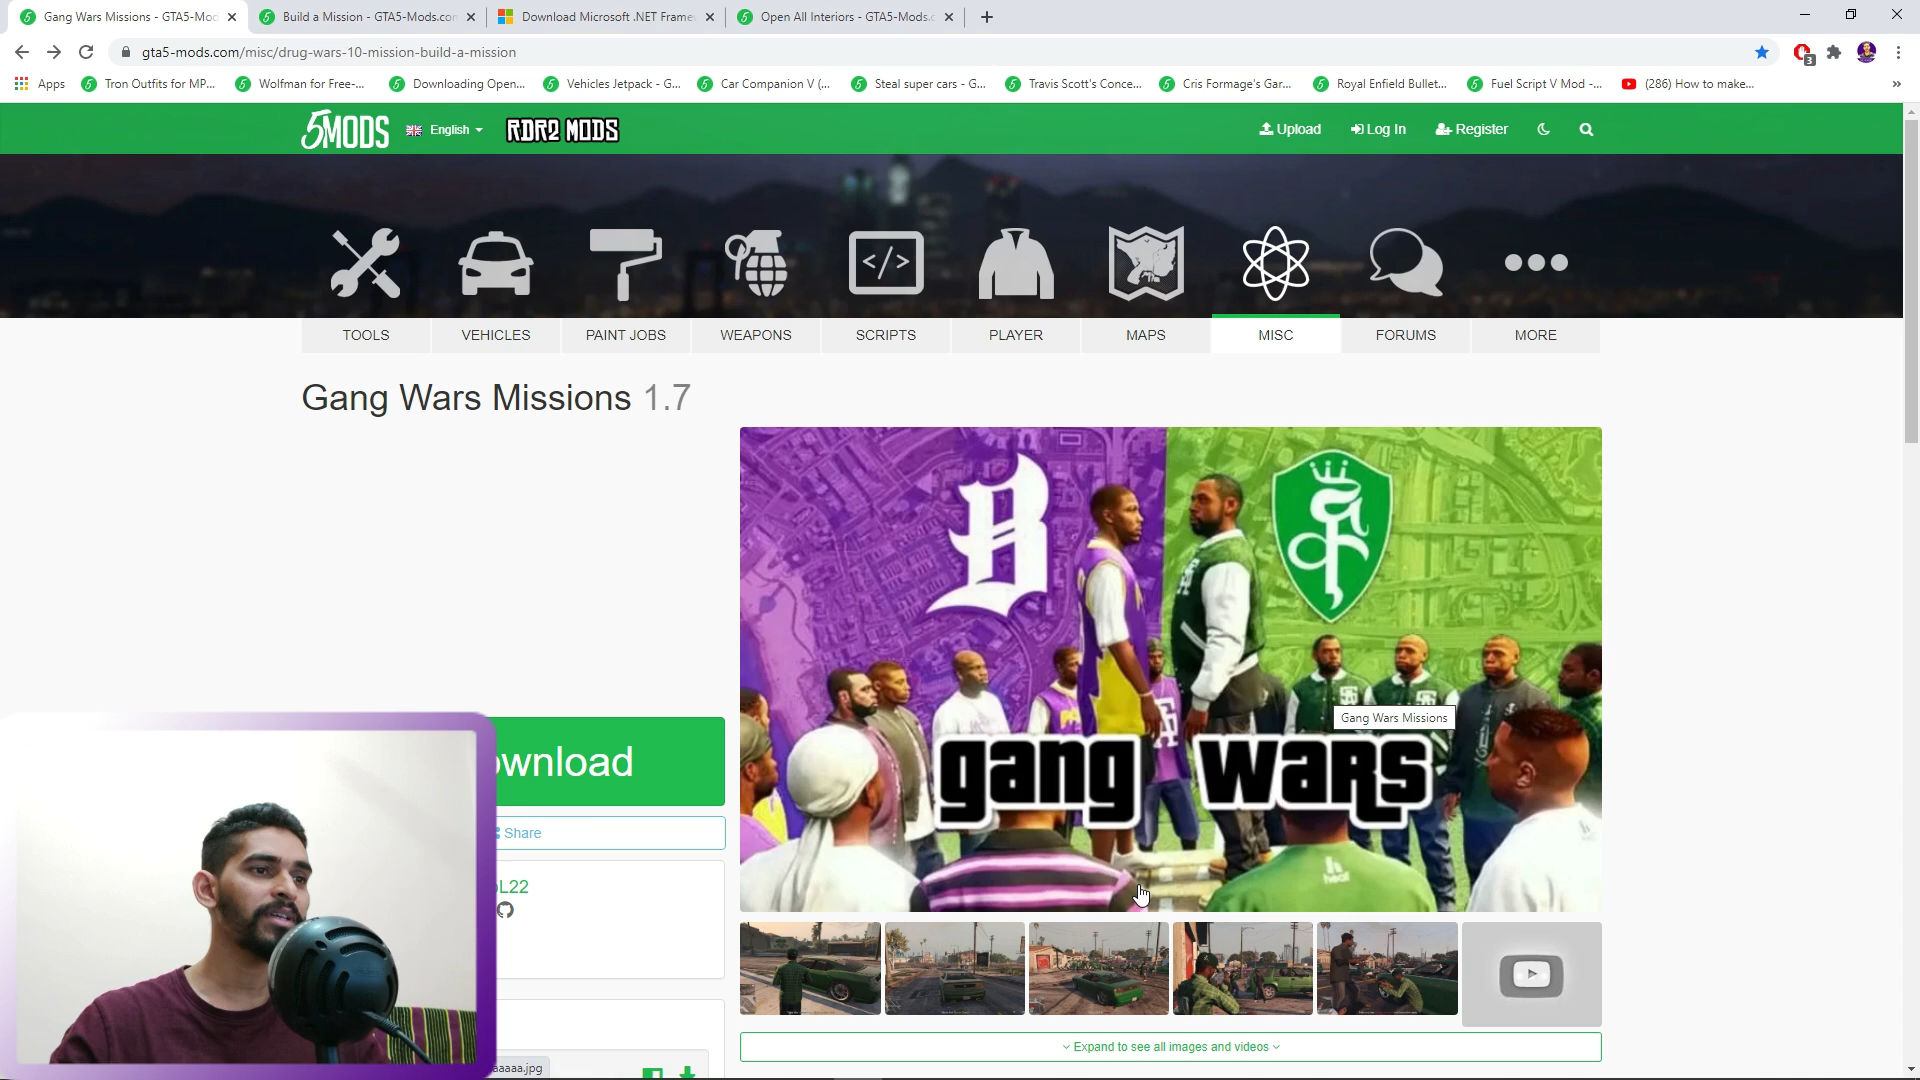 Gang Wars Missions - GTA5-Mod
Build a Mission - GTA5-Mods.com
Download Microsoft .NET Frame
Open All Interiors - GTA5-Mods.c
gta5-mods.com/misc/drug-wars-10-mission-build-a-mission
3
Apps
Tron Outfits for MP...
Wolfman for Free-...
Downloading Open...
Vehicles Jetpack - G...
Car Companion V (...
Steal super cars - G...
Travis Scott's Conce...
Cris Formage's Gar...
Royal Enfield Bullet...
Fuel Script V Mod -...
(286) How to make...
5MODS
English
RDR2 MODS
Upload
Log In
Register
TOOLS
VEHICLES
PAINT JOBS
WEAPONS
SCRIPTS
PLAYER
MAPS
MISC
FORUMS
MORE
Gang Wars Missions 1.7
B
Gang Wars Missions
gang wars
wnload
Share
L22
Expand to see all images and videos
aaaaa.jpg